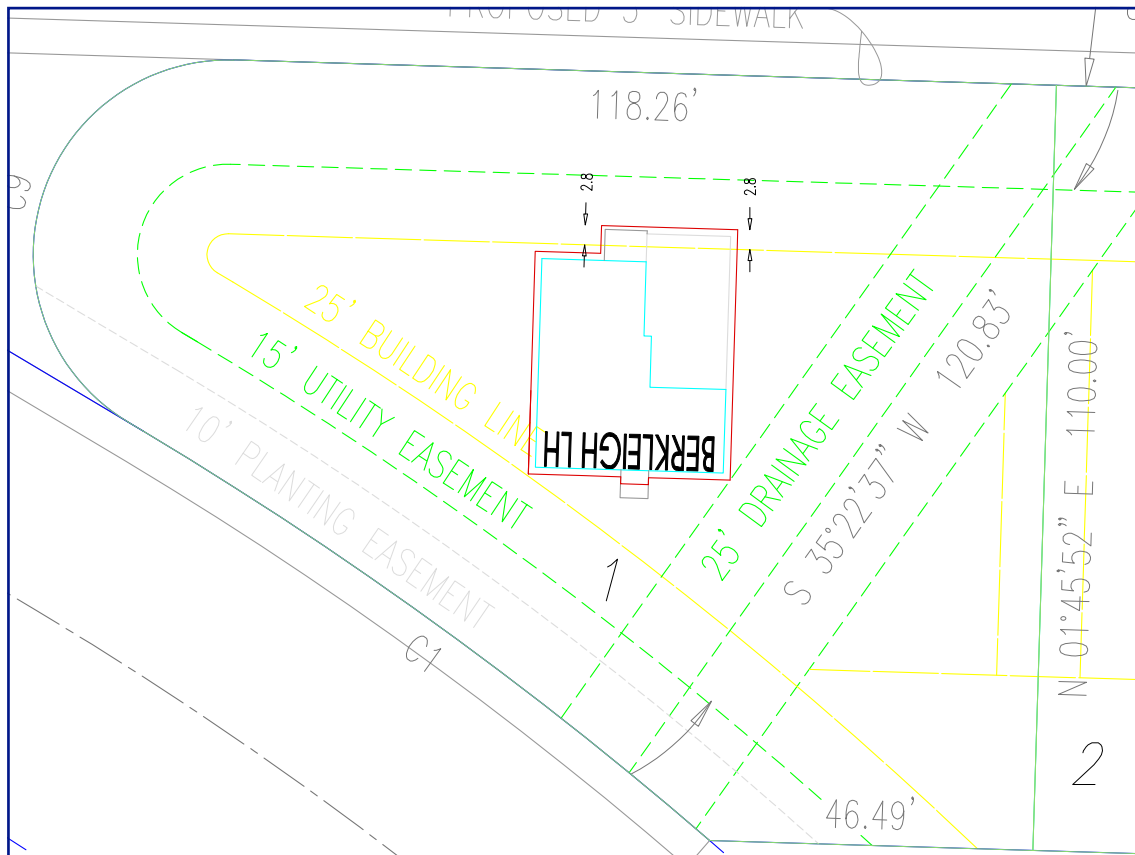 PROPOSED 5' SIDEWALK
118.26'
C9
2.8
2.8
25' BUILDING LINE
15' UTILITY EASEMENT
10' PLANTING EASEMENT
BERKLEIGH LH
25' DRAINAGE EASEMENT
S 35°22'37" W 120.83'
N 01°45'52" E 110.00'
1
C1
2
46.49'